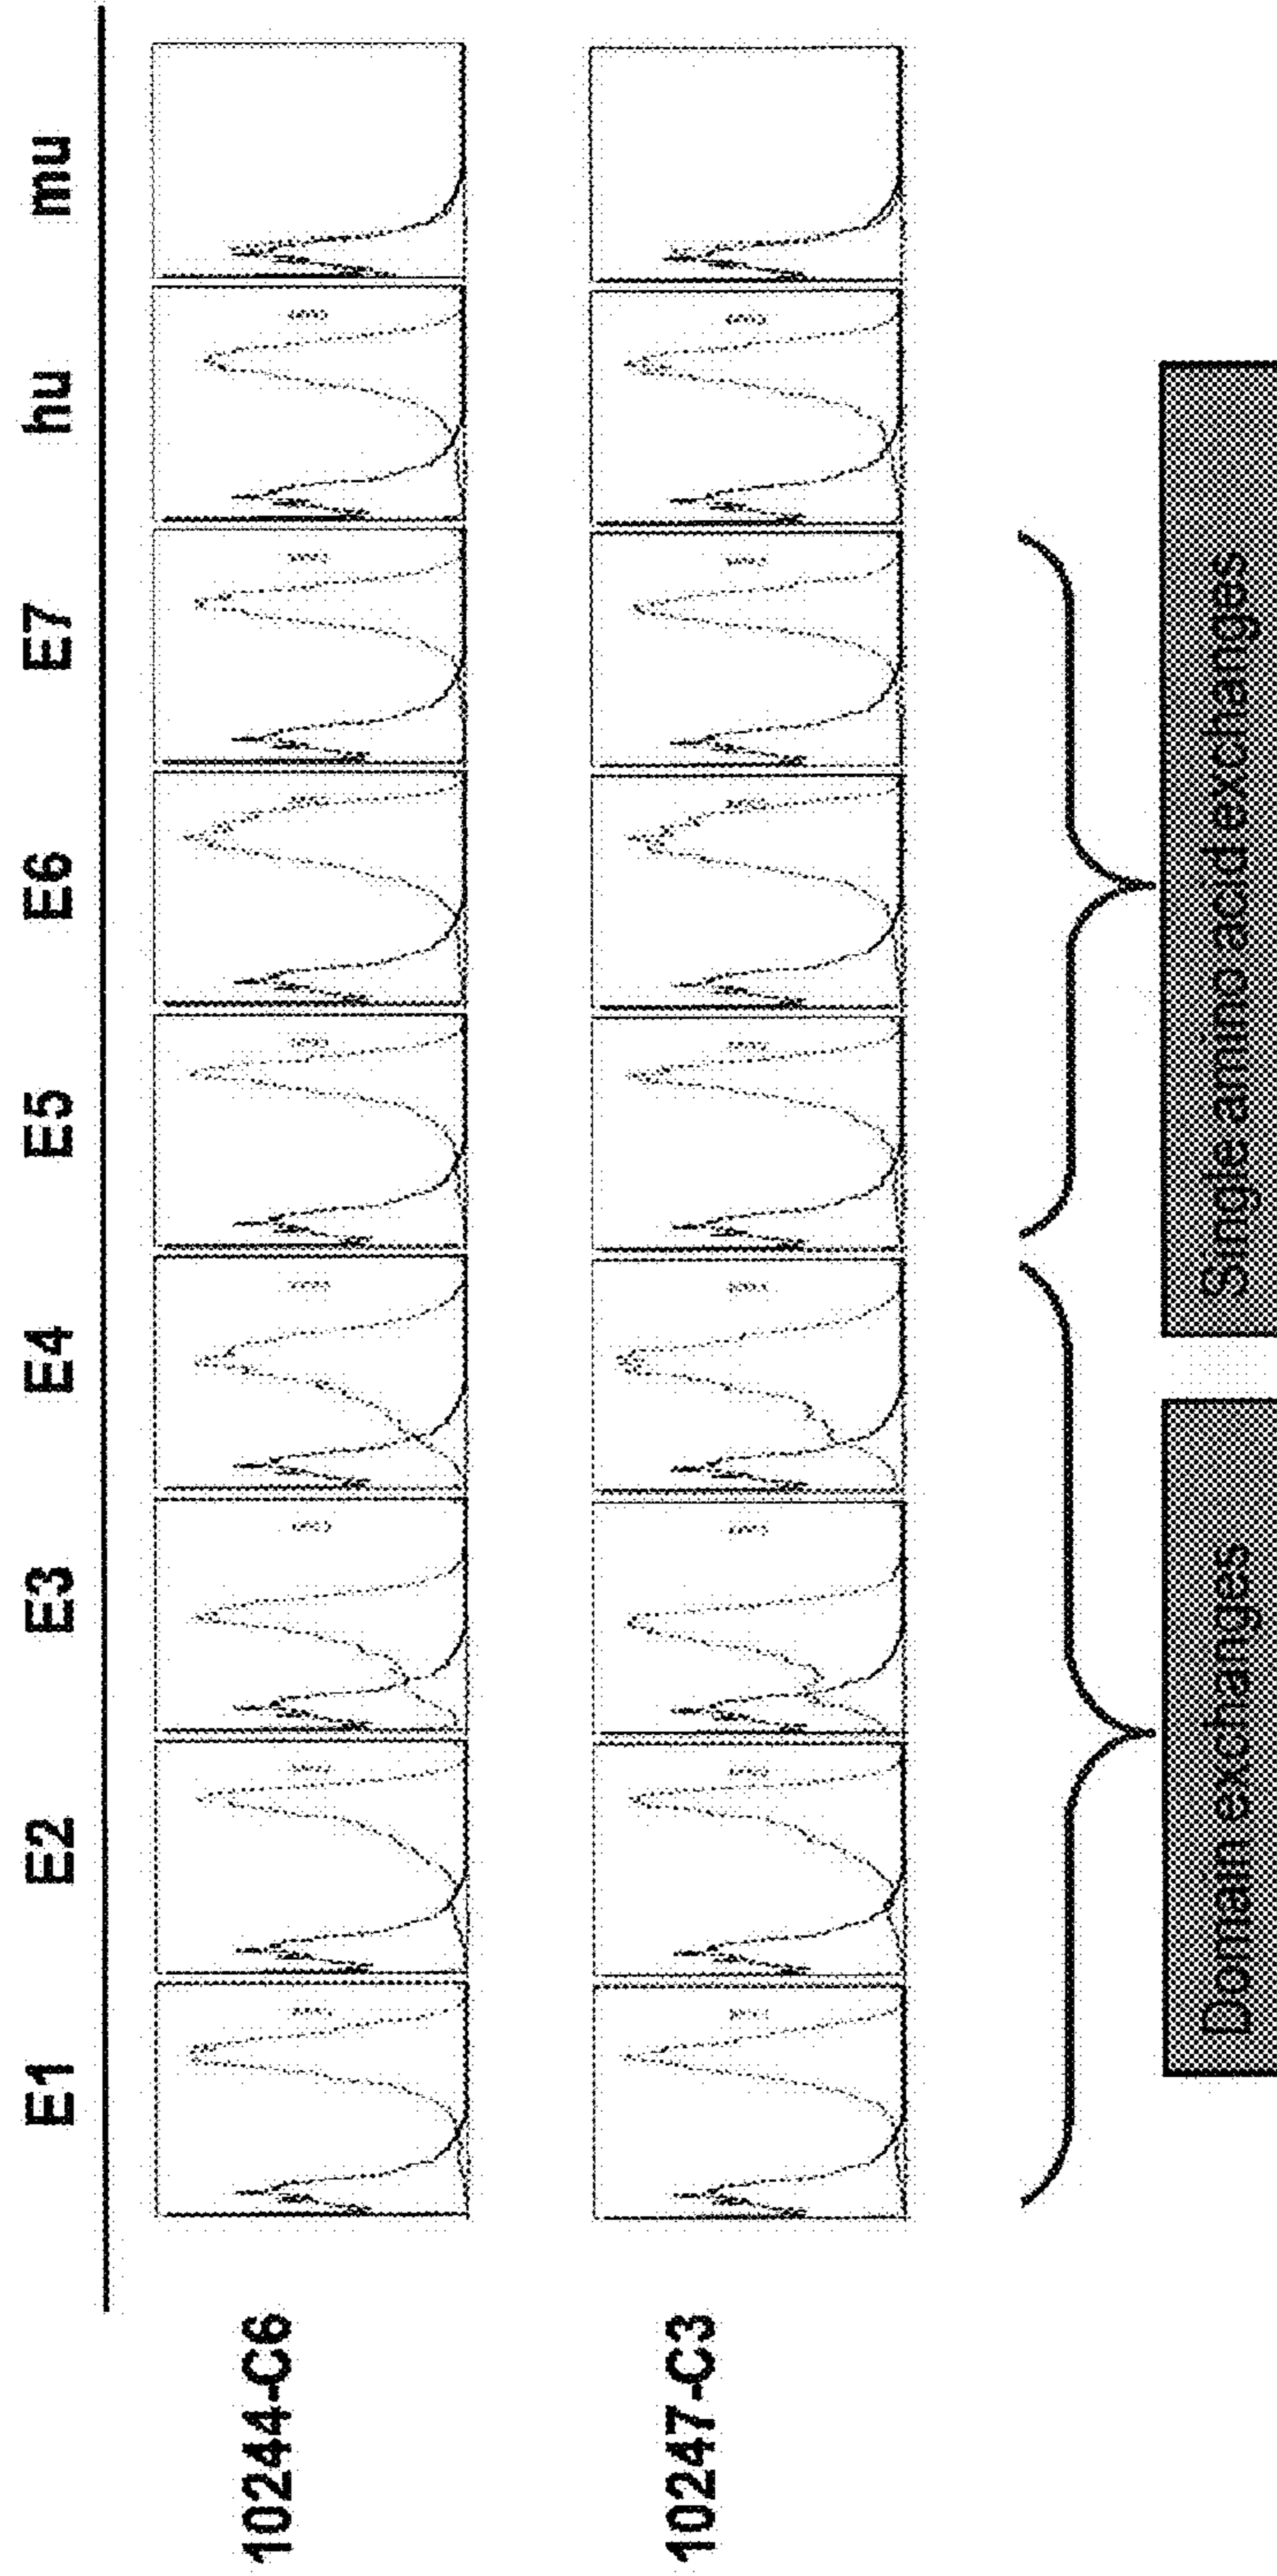 E1 E2 E3 E4 E5 E6 E7 hu mu
10244-C6
10247-C3
Domain exchanges
Single amino acid exchanges